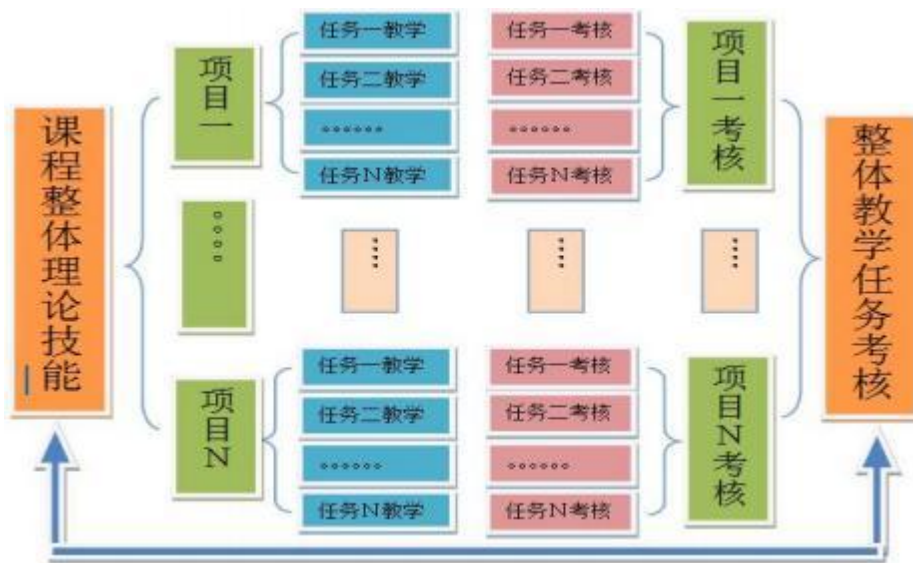 课程整体理论技能
项目一
任务一教学
任务二教学
。。。。。。
任务N教学
任务一考核
任务二考核
。。。。。。
任务N考核
项目一考核
。。。。
项目N
任务一教学
任务二教学
。。。。。。
任务N教学
任务一考核
任务二考核
。。。。。。
任务N考核
项目N考核
整体教学任务考核